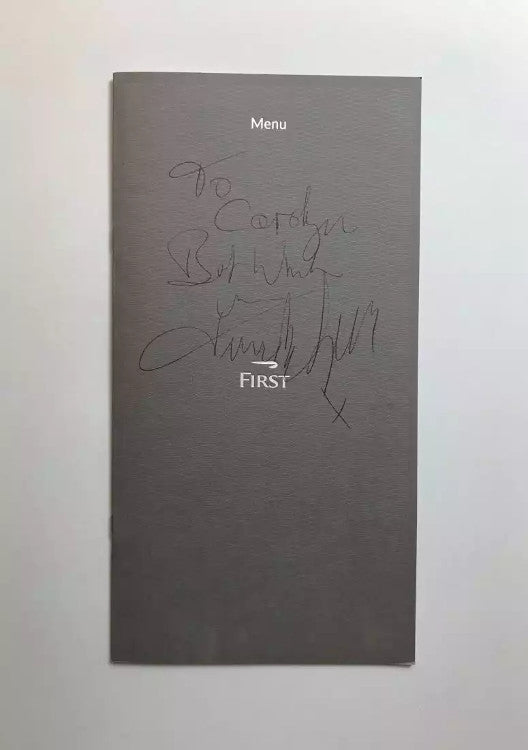 Menu
To
Carolyn
Best Wishes
FIRST
x